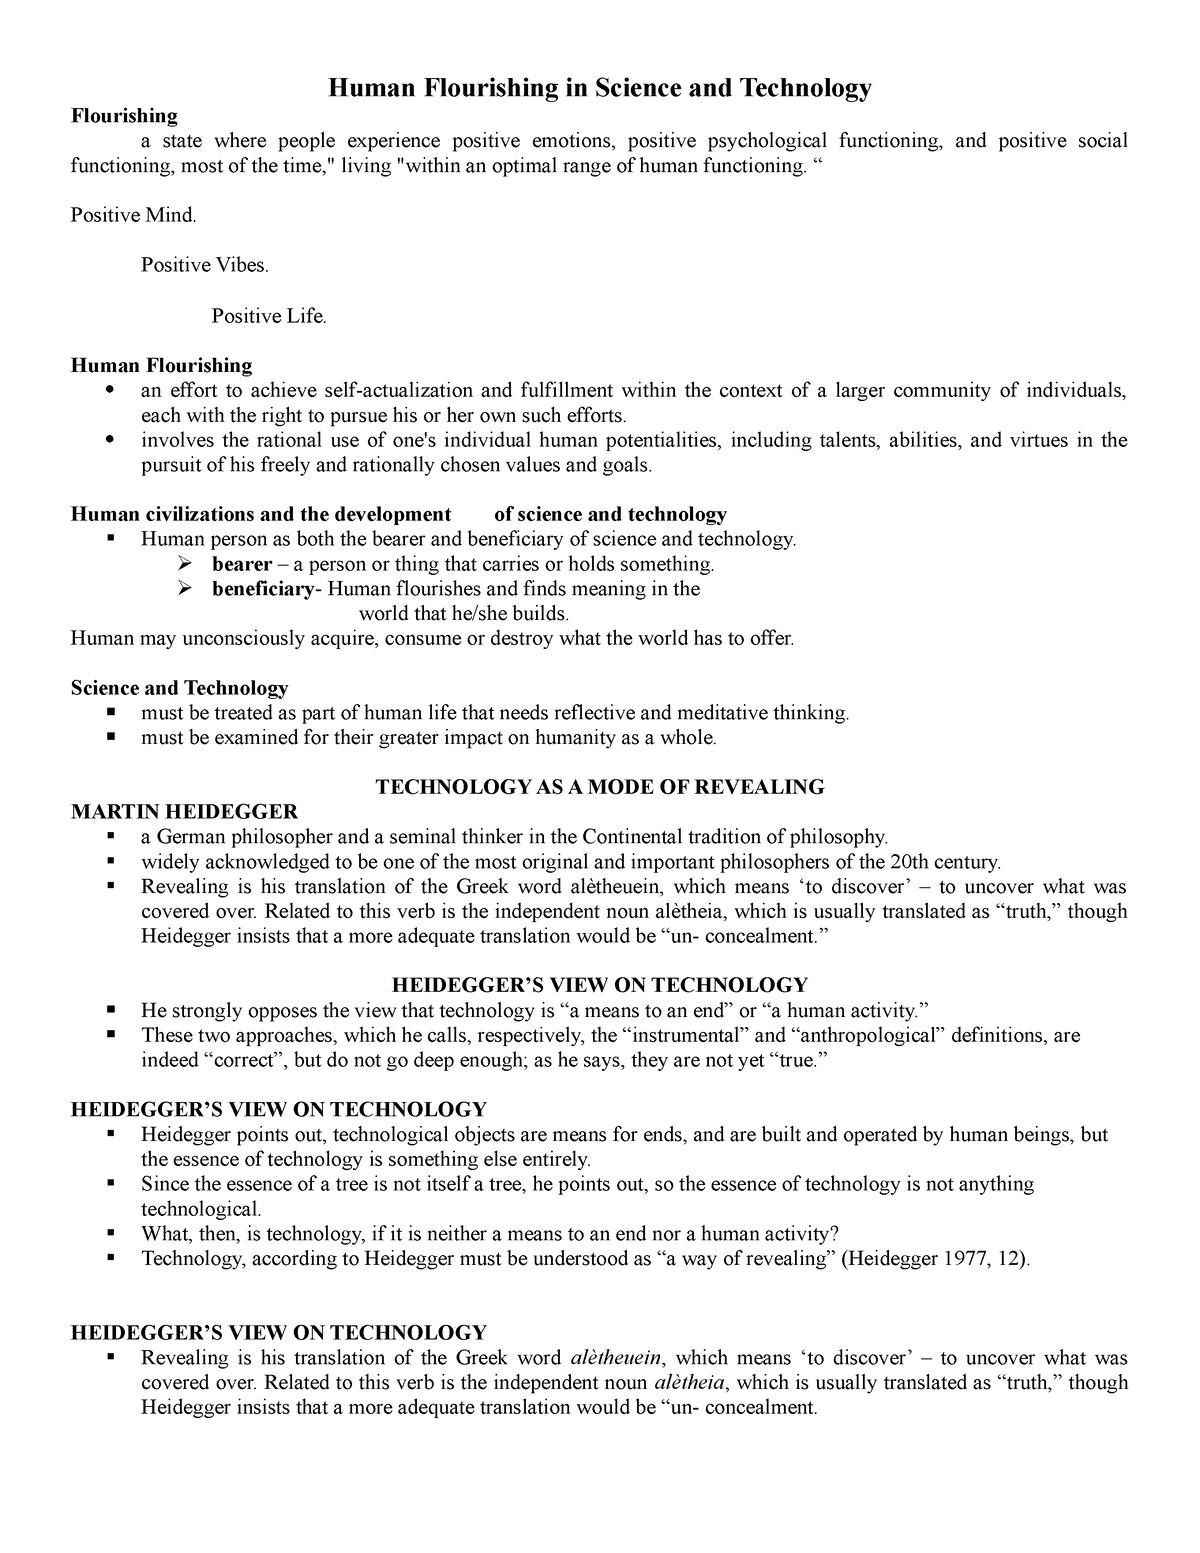 Human Flourishing in Science and Technology
Flourishing
a state where people experience positive emotions, positive psychological functioning, and positive social
functioning, most of the time," living "within an optimal range of human functioning. “
Positive Mind.
Positive Vibes.
Positive Life.
Human Flourishing
• an effort to achieve self-actualization and fulfillment within the context of a larger community of individuals,
each with the right to pursue his or her own such efforts.
• involves the rational use of one's individual human potentialities, including talents, abilities, and virtues in the
pursuit of his freely and rationally chosen values and goals.
Human civilizations and the development of science and technology
▪ Human person as both the bearer and beneficiary of science and technology.
➢ bearer – a person or thing that carries or holds something.
➢ beneficiary- Human flourishes and finds meaning in the
world that he/she builds.
Human may unconsciously acquire, consume or destroy what the world has to offer.
Science and Technology
▪ must be treated as part of human life that needs reflective and meditative thinking.
▪ must be examined for their greater impact on humanity as a whole.
TECHNOLOGY AS A MODE OF REVEALING
MARTIN HEIDEGGER
▪ a German philosopher and a seminal thinker in the Continental tradition of philosophy.
▪ widely acknowledged to be one of the most original and important philosophers of the 20th century.
▪ Revealing is his translation of the Greek word alètheuein, which means ‘to discover’ – to uncover what was
covered over. Related to this verb is the independent noun alètheia, which is usually translated as “truth,” though
Heidegger insists that a more adequate translation would be “un- concealment.”
HEIDEGGER’S VIEW ON TECHNOLOGY
▪ He strongly opposes the view that technology is “a means to an end” or “a human activity.”
▪ These two approaches, which he calls, respectively, the “instrumental” and “anthropological” definitions, are
indeed “correct”, but do not go deep enough; as he says, they are not yet “true.”
HEIDEGGER’S VIEW ON TECHNOLOGY
▪ Heidegger points out, technological objects are means for ends, and are built and operated by human beings, but
the essence of technology is something else entirely.
▪ Since the essence of a tree is not itself a tree, he points out, so the essence of technology is not anything
technological.
▪ What, then, is technology, if it is neither a means to an end nor a human activity?
▪ Technology, according to Heidegger must be understood as “a way of revealing” (Heidegger 1977, 12).
HEIDEGGER’S VIEW ON TECHNOLOGY
▪ Revealing is his translation of the Greek word alètheuein, which means ‘to discover’ – to uncover what was
covered over. Related to this verb is the independent noun alètheia, which is usually translated as “truth,” though
Heidegger insists that a more adequate translation would be “un- concealment.